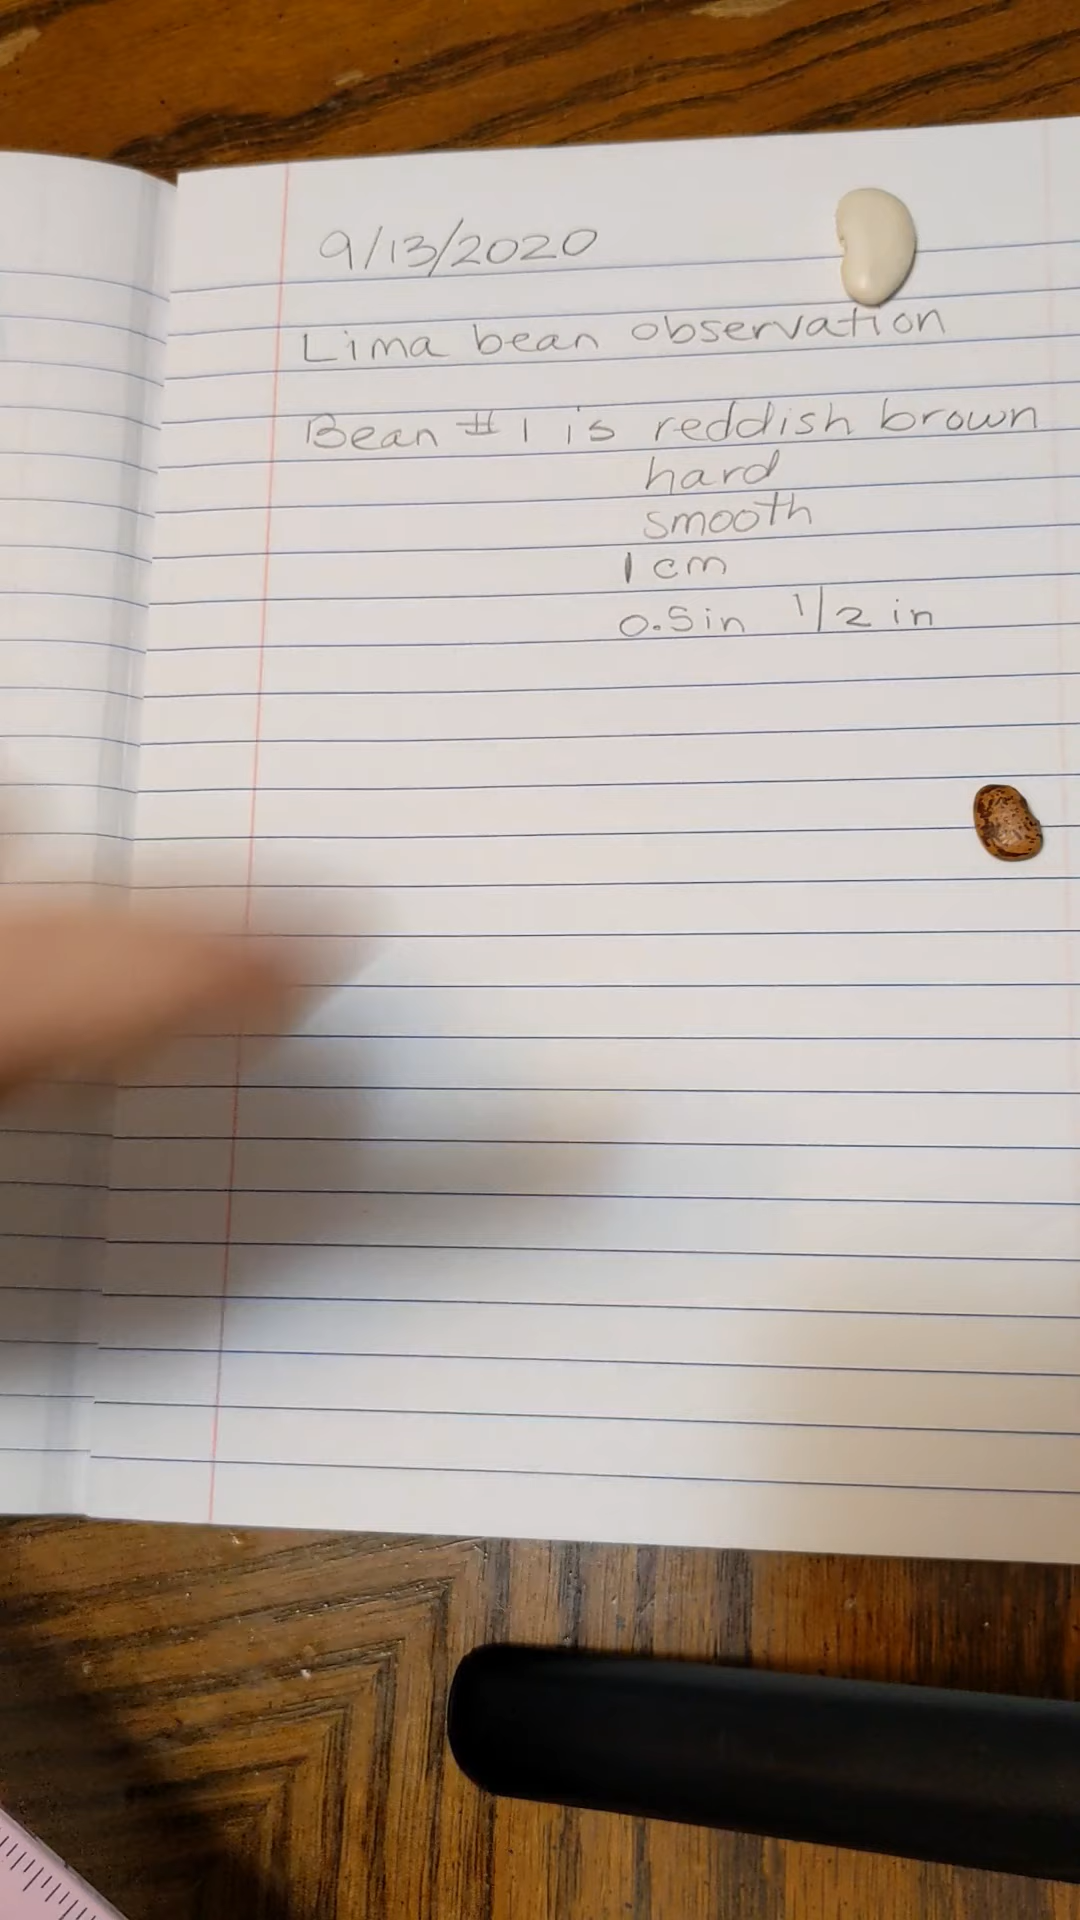 9/13/2020
Lima bean observation
Bean #1 is reddish brown
hard
smooth
1 cm
0.5in 1/2 in